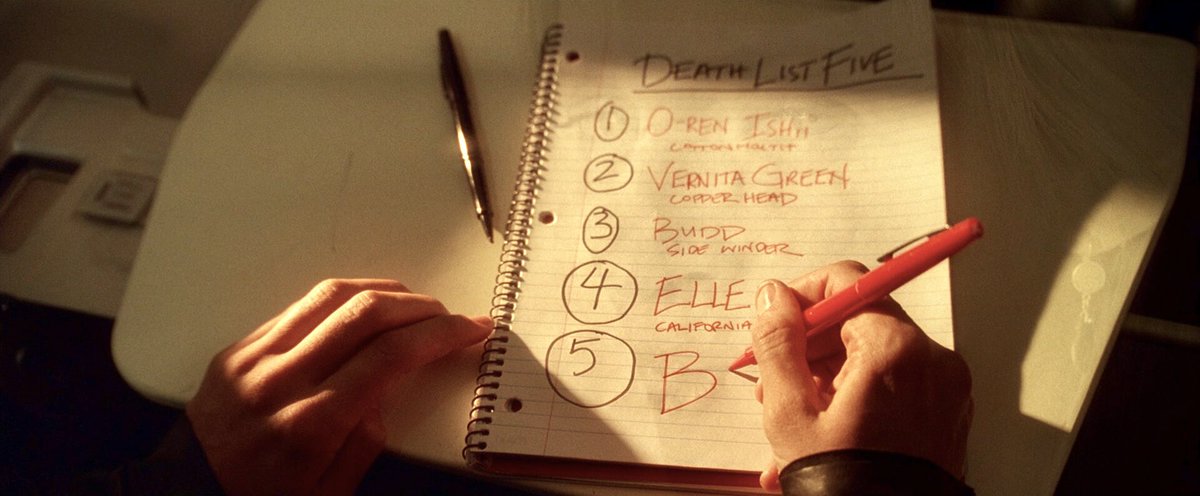 DEATH LIST FIVE
1 O-REN ISHII
COTTONMOUTH
2 VERNITA GREEN
COPPERHEAD
3 BUDD
SIDE WINDER
4 ELLE
CALIFORNIA
5 B